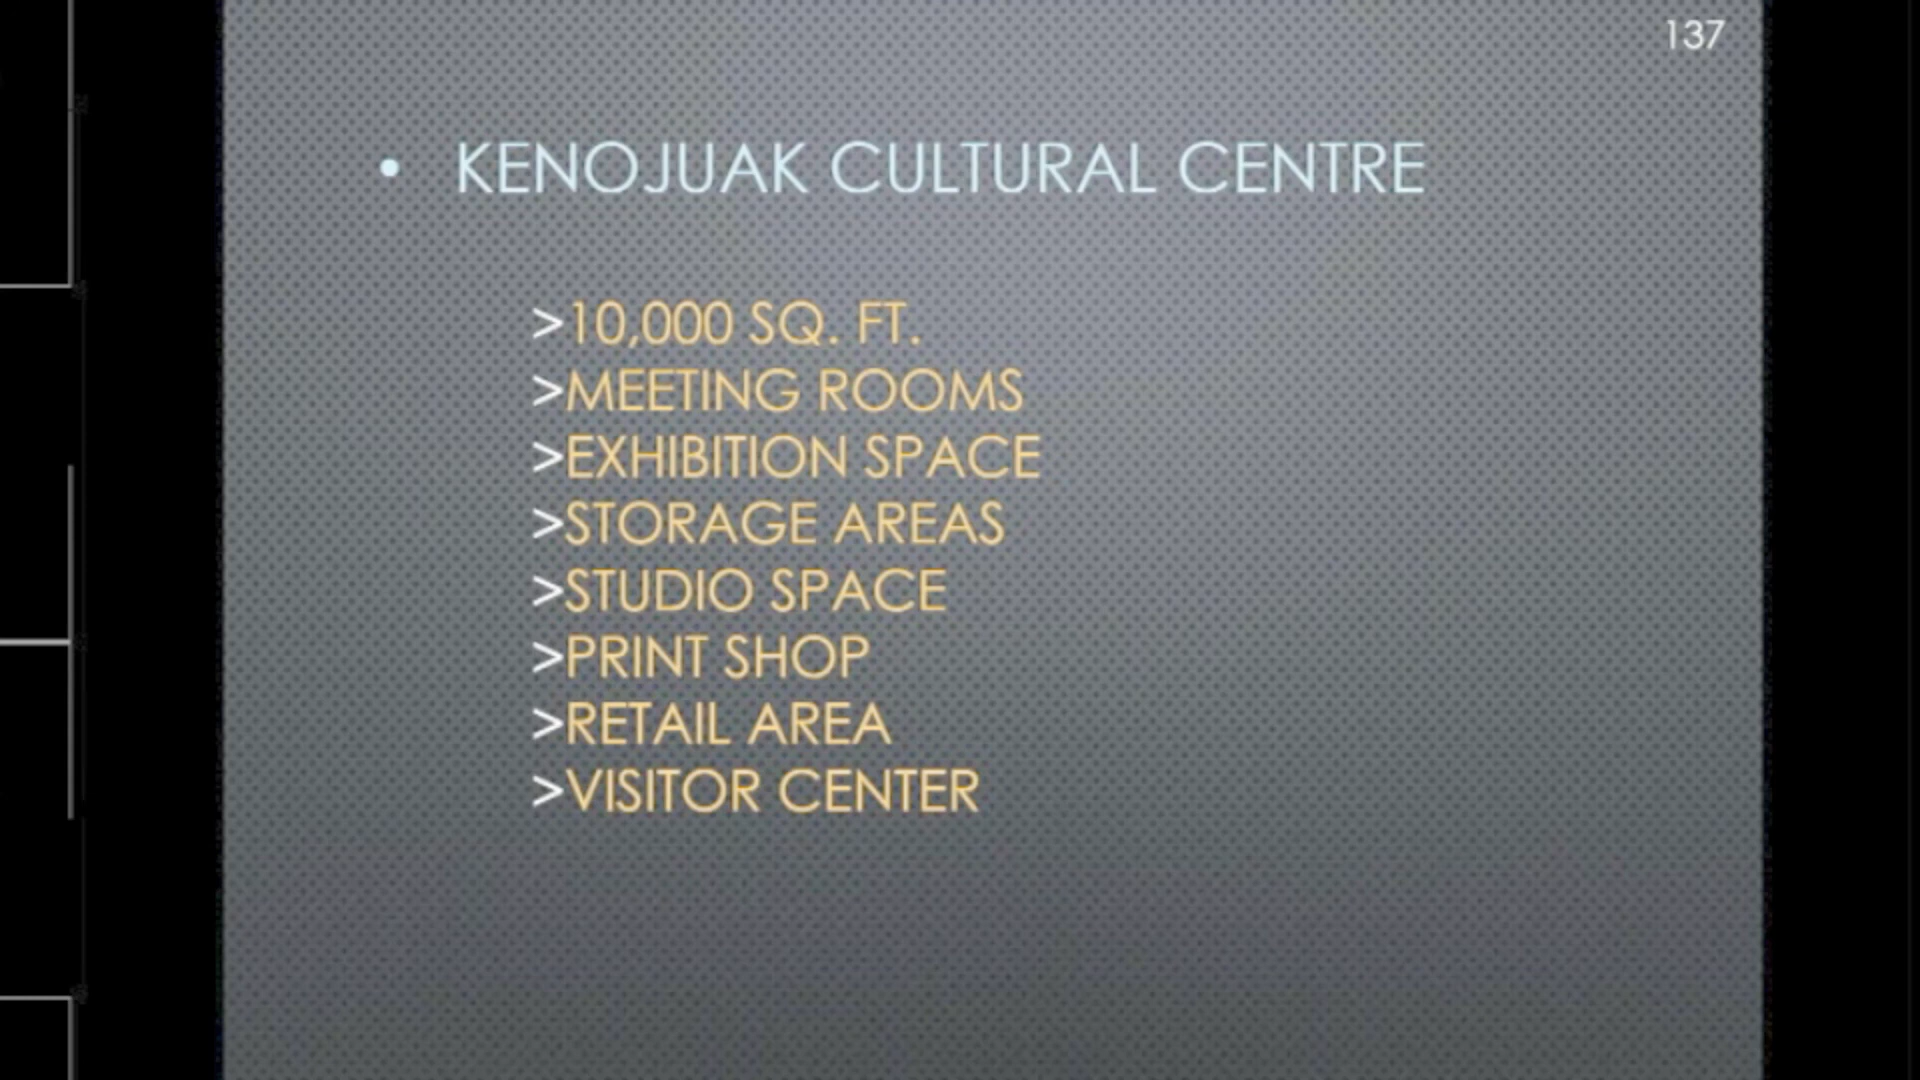 137
• KENOJUAK CULTURAL CENTRE
>10,000 SQ. FT.
>MEETING ROOMS
>EXHIBITION SPACE
>STORAGE AREAS
>STUDIO SPACE
>PRINT SHOP
>RETAIL AREA
>VISITOR CENTER